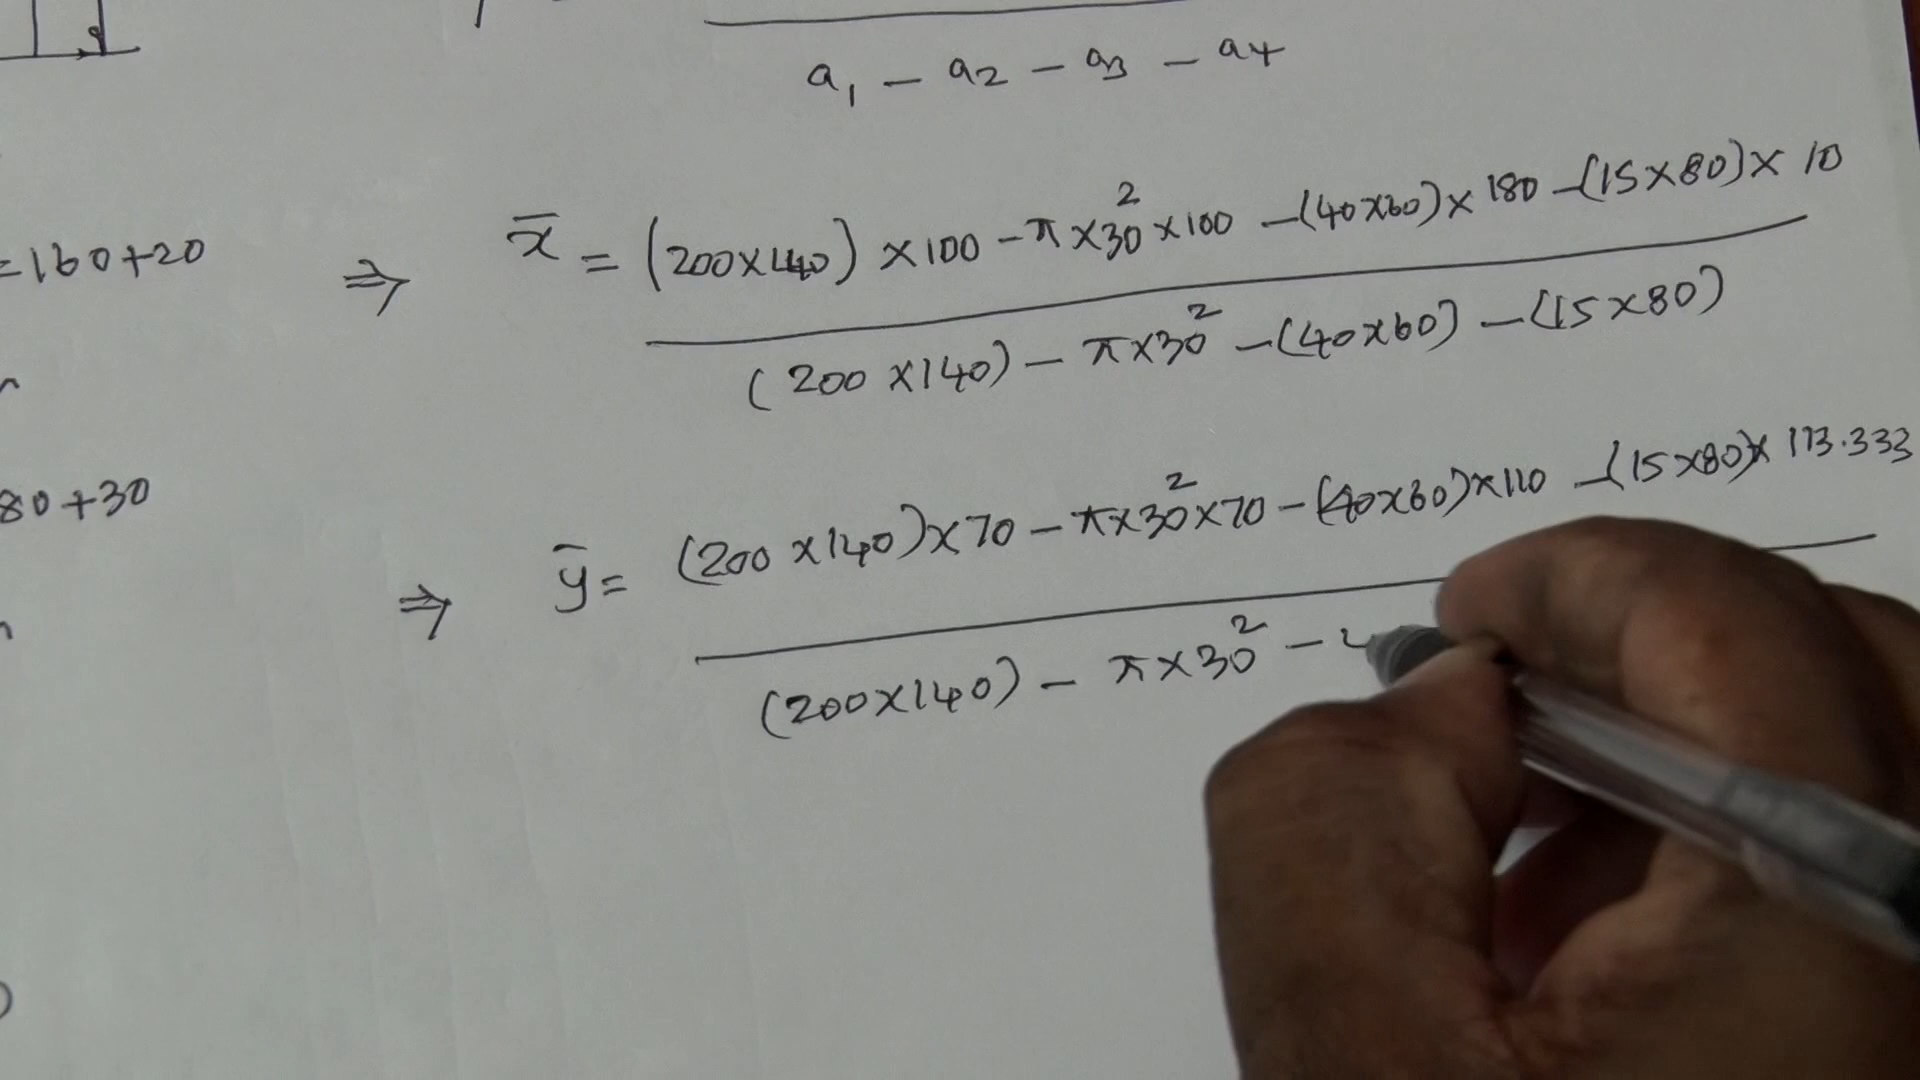 a₁ - a₂ - a₃ - a₄
=160+20
⇒ x̄ = (200×140) ×100 - π×30²×100 - (40×60)×180 - (15×80)×10
(200×140) - π×30² - (40×60) - (15×80)
80+30
⇒ ȳ = (200×140)×70 - π×30²×70 - (40×60)×110 - (15×80)× 113.333
(200×140) - π×30² -